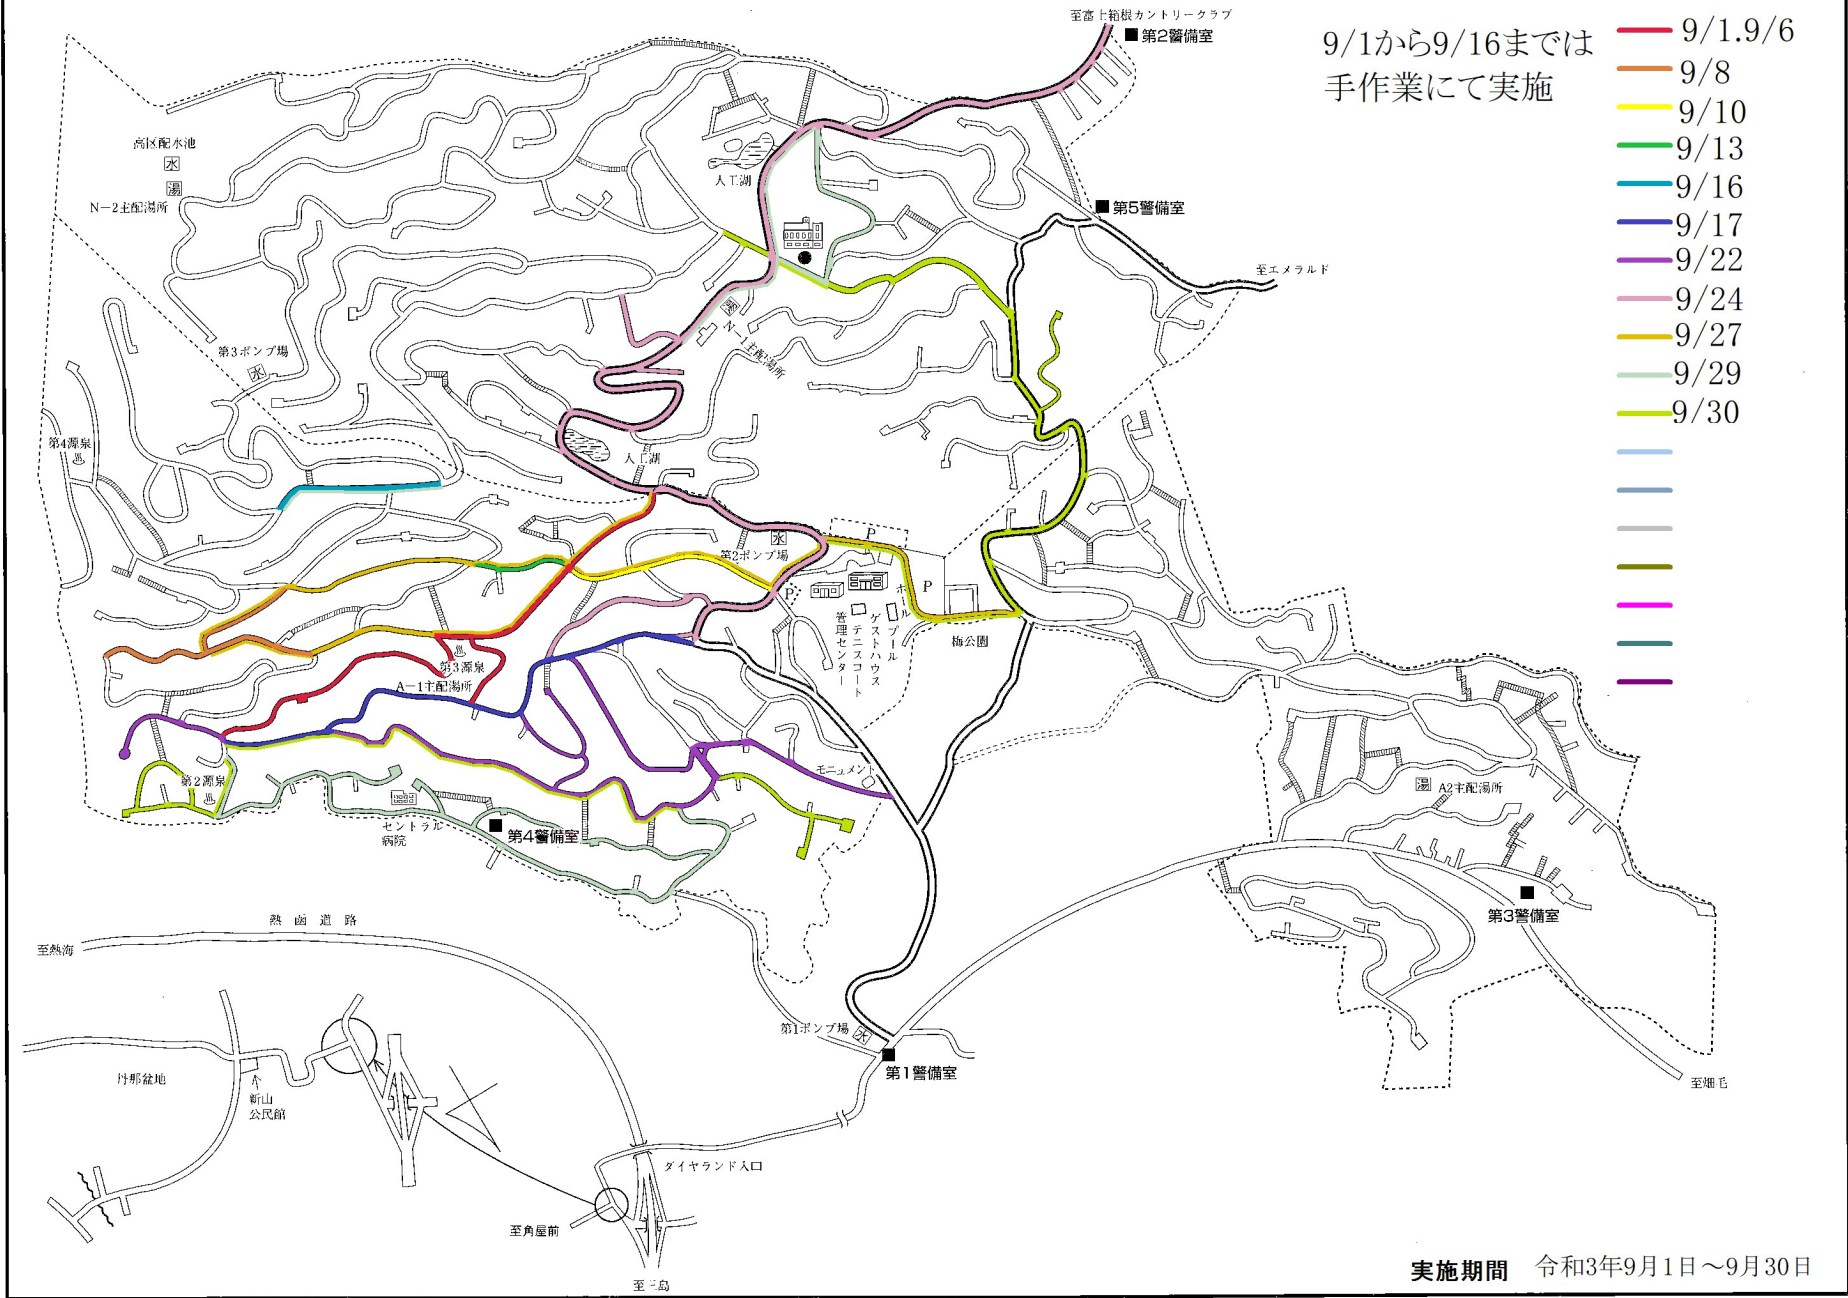 至富士箱根カントリークラブ
■ 第2警備室
9/1から9/16までは
手作業にて実施
9/1.9/6
9/8
9/10
9/13
9/16
9/17
9/22
9/24
9/27
9/29
9/30
高区配水池
水
湯
N－2主配湯所
人工湖
■ 第5警備室
至エメラルド
湯
N－1主配湯所
第3ポンプ場
水
第4源泉
人工湖
水
第2ポンプ場
P
P
P
ホール
プール
ゲストハウス
テニスコート
管理センター
梅公園
第3源泉
A－1主配湯所
モニュメント
第2源泉
セントラル
病院
■ 第4警備室
湯 A2主配湯所
■
第3警備室
熱函道路
至熱海
第1ポンプ場 水
■
第1警備室
至畑毛
丹那盆地
新山
公民館
ダイヤランド入口
至角屋前
至三島
実施期間 令和3年9月1日～9月30日